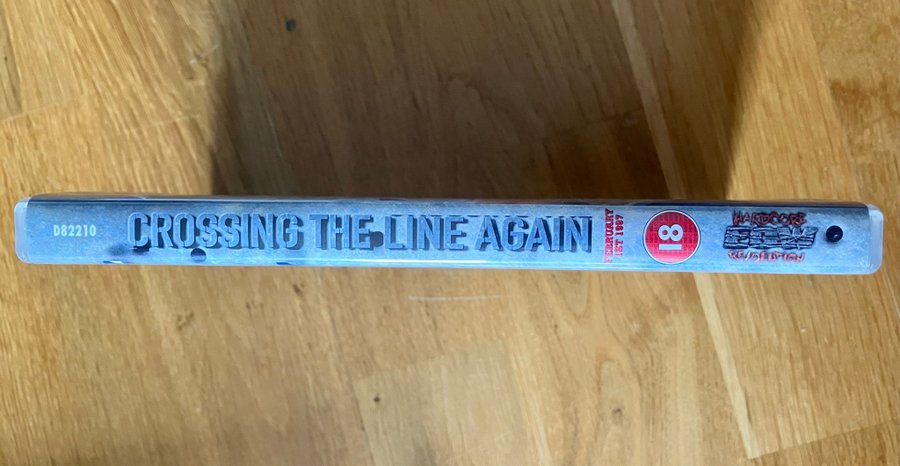 D82210
CROSSING THE LINE AGAIN
FEBRUARY
1ST 1997
18
HARDCORE
ECW
REVOLUTION